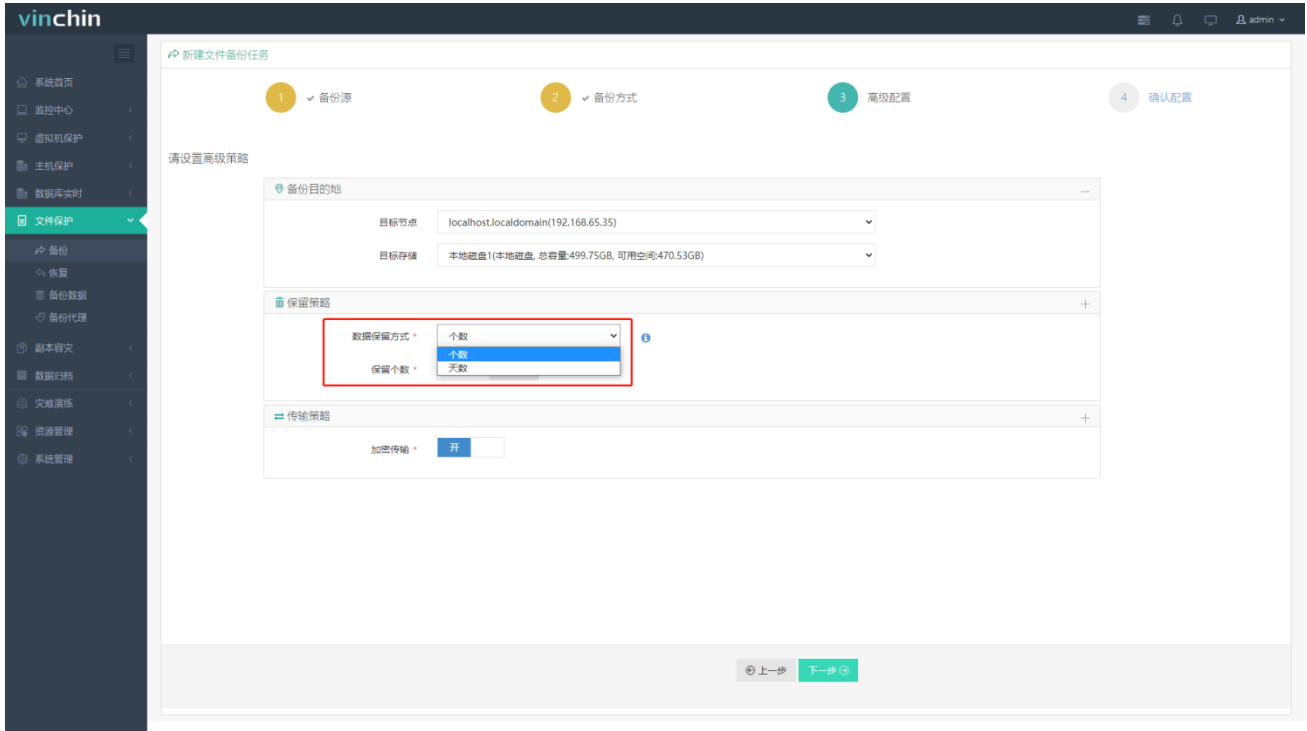 vinchin
admin
新建文件备份任务
系统首页
监控中心
虚拟机保护
主机保护
数据库实时
文件保护
备份
恢复
备份数据
备份代理
副本容灾
数据归档
灾难演练
资源管理
系统管理
1 备份源
2 备份方式
3 高级配置
4 确认配置
请设置高级策略
备份目的地
目标节点 localhost.localdomain(192.168.65.35)
目标存储 本地磁盘1(本地磁盘, 总容量:499.75GB, 可用空间:470.53GB)
保留策略
数据保留方式 * 个数
个数
保留个数 * 天数
传输策略
加密传输 * 开
上一步 下一步